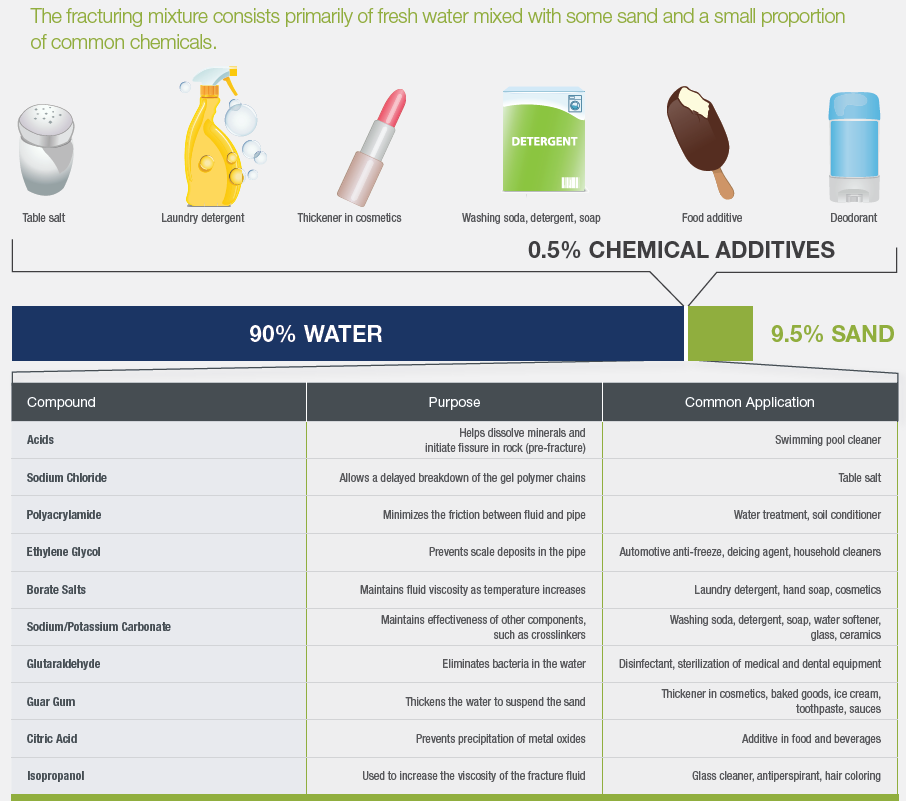 The fracturing mixture consists primarily of fresh water mixed with some sand and a small proportion
of common chemicals.
DETERGENT
Table salt
Laundry detergent
Thickener in cosmetics
Washing soda, detergent, soap
Food additive
Deodorant
0.5% CHEMICAL ADDITIVES
90% WATER
9.5% SAND
Compound Purpose Common Application
Acids Helps dissolve minerals and
initiate fissure in rock (pre-fracture) Swimming pool cleaner
Sodium Chloride Allows a delayed breakdown of the gel polymer chains Table salt
Polyacrylamide Minimizes the friction between fluid and pipe Water treatment, soil conditioner
Ethylene Glycol Prevents scale deposits in the pipe Automotive anti-freeze, deicing agent, household cleaners
Borate Salts Maintains fluid viscosity as temperature increases Laundry detergent, hand soap, cosmetics
Sodium/Potassium Carbonate Maintains effectiveness of other components,
such as crosslinkers Washing soda, detergent, soap, water softener,
glass, ceramics
Glutaraldehyde Eliminates bacteria in the water Disinfectant, sterilization of medical and dental equipment
Guar Gum Thickens the water to suspend the sand Thickener in cosmetics, baked goods, ice cream,
toothpaste, sauces
Citric Acid Prevents precipitation of metal oxides Additive in food and beverages
Isopropanol Used to increase the viscosity of the fracture fluid Glass cleaner, antiperspirant, hair coloring